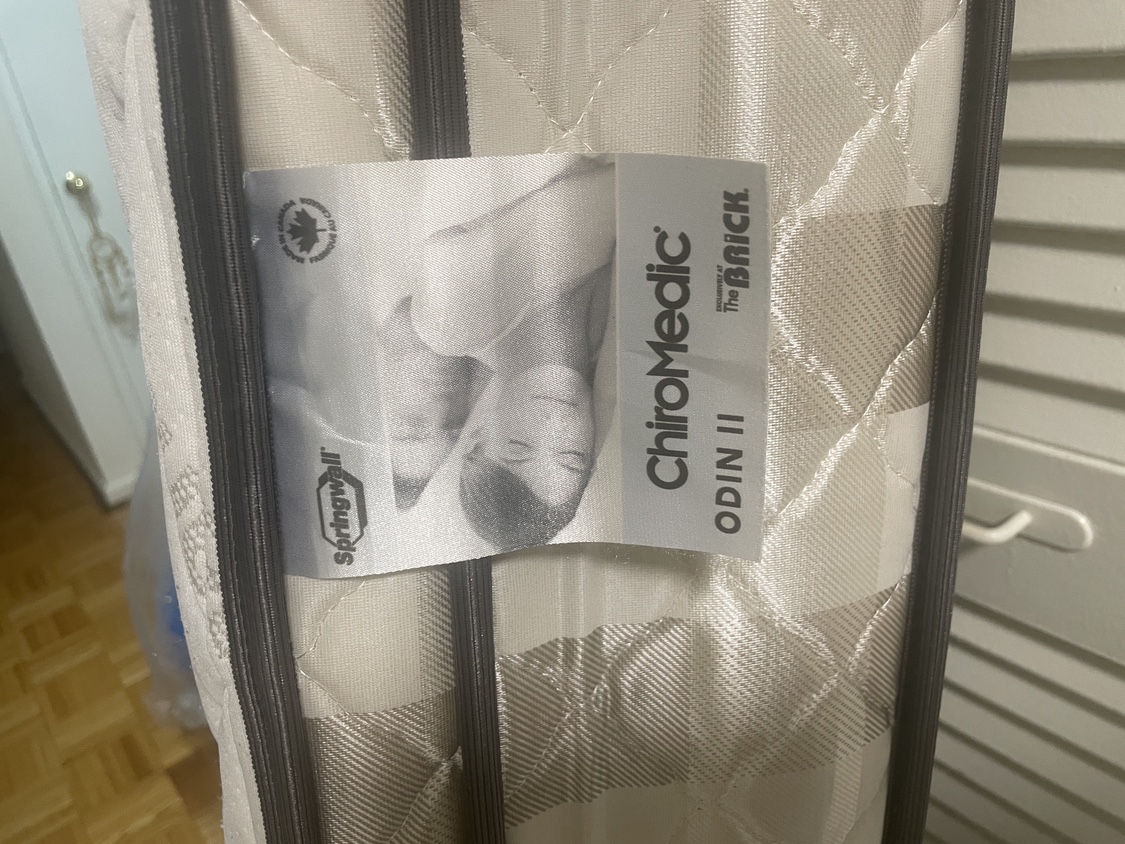 MADE IN CANADA
FABRIQUÉ AU CANADA
Springwall®
ChiroMedic®
ODIN II
EXCLUSIVELY AT
The BRICK.